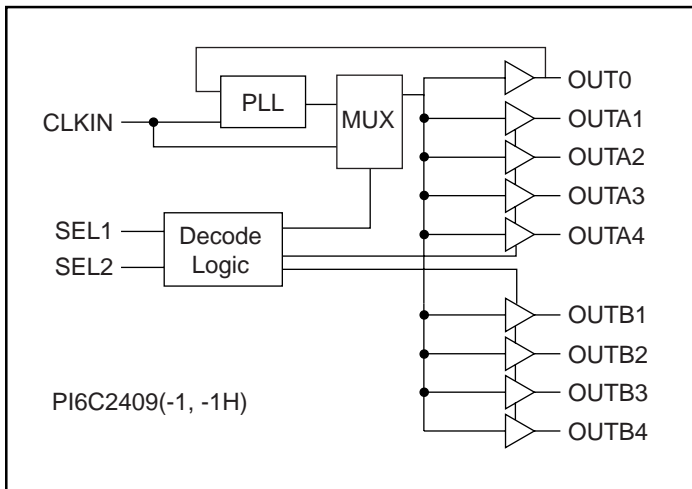 PLL
MUX
CLKIN
SEL1
SEL2
Decode
Logic
OUT0
OUTA1
OUTA2
OUTA3
OUTA4
OUTB1
OUTB2
OUTB3
OUTB4
PI6C2409(-1, -1H)